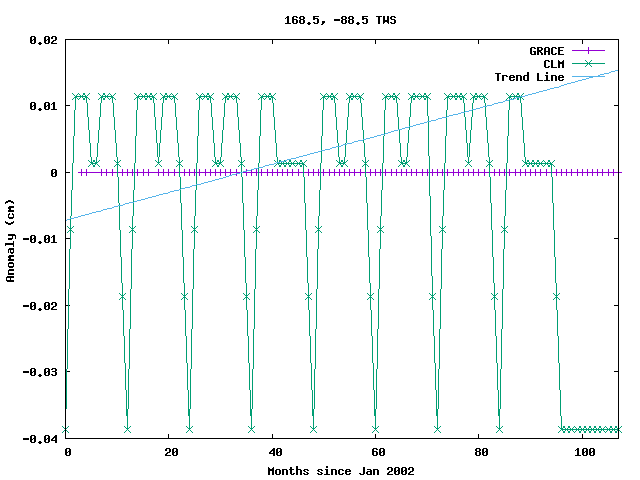 168.5, -88.5 TWS
GRACE
CLM
Trend Line
0.02
0.01
0
-0.01
-0.02
-0.03
-0.04
Anomaly (cm)
0 20 40 60 80 100
Months since Jan 2002